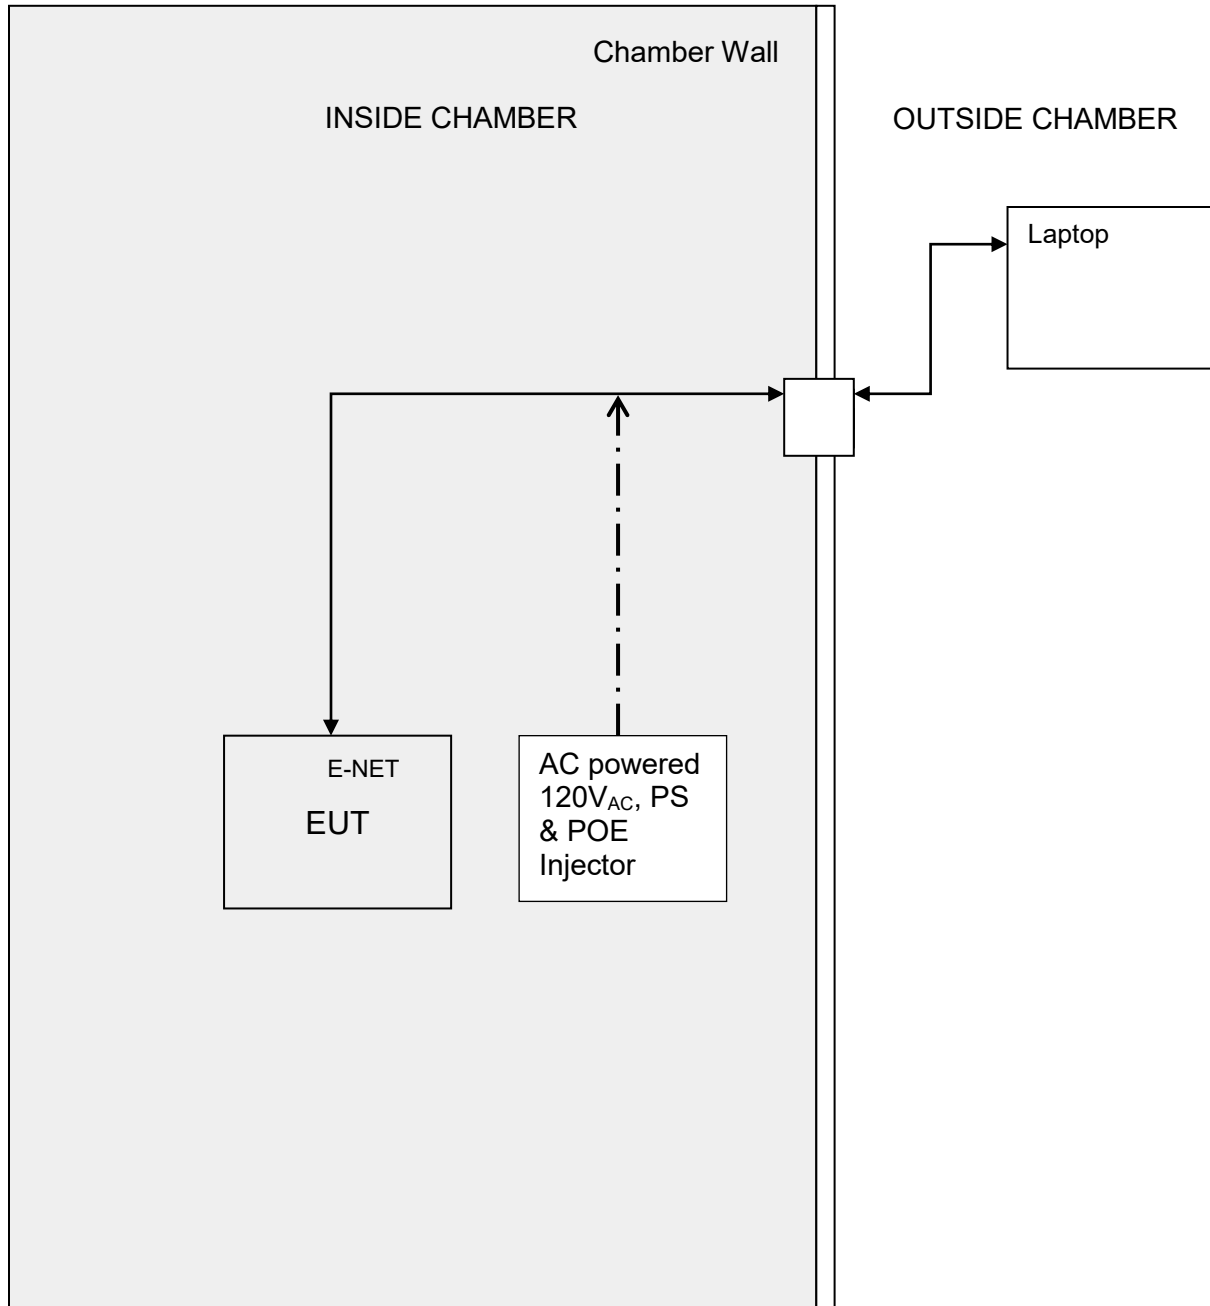 Chamber Wall
INSIDE CHAMBER
OUTSIDE CHAMBER
Laptop
E-NET
EUT
AC powered
120VAC, PS
& POE
Injector